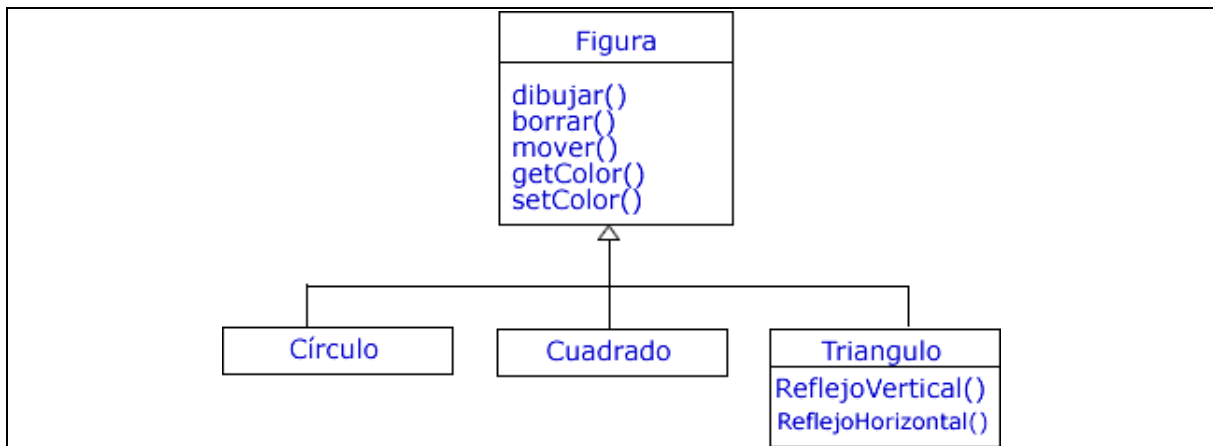 Figura
dibujar()
borrar()
mover()
getColor()
setColor()
Círculo
Cuadrado
Triangulo
ReflejoVertical()
ReflejoHorizontal()